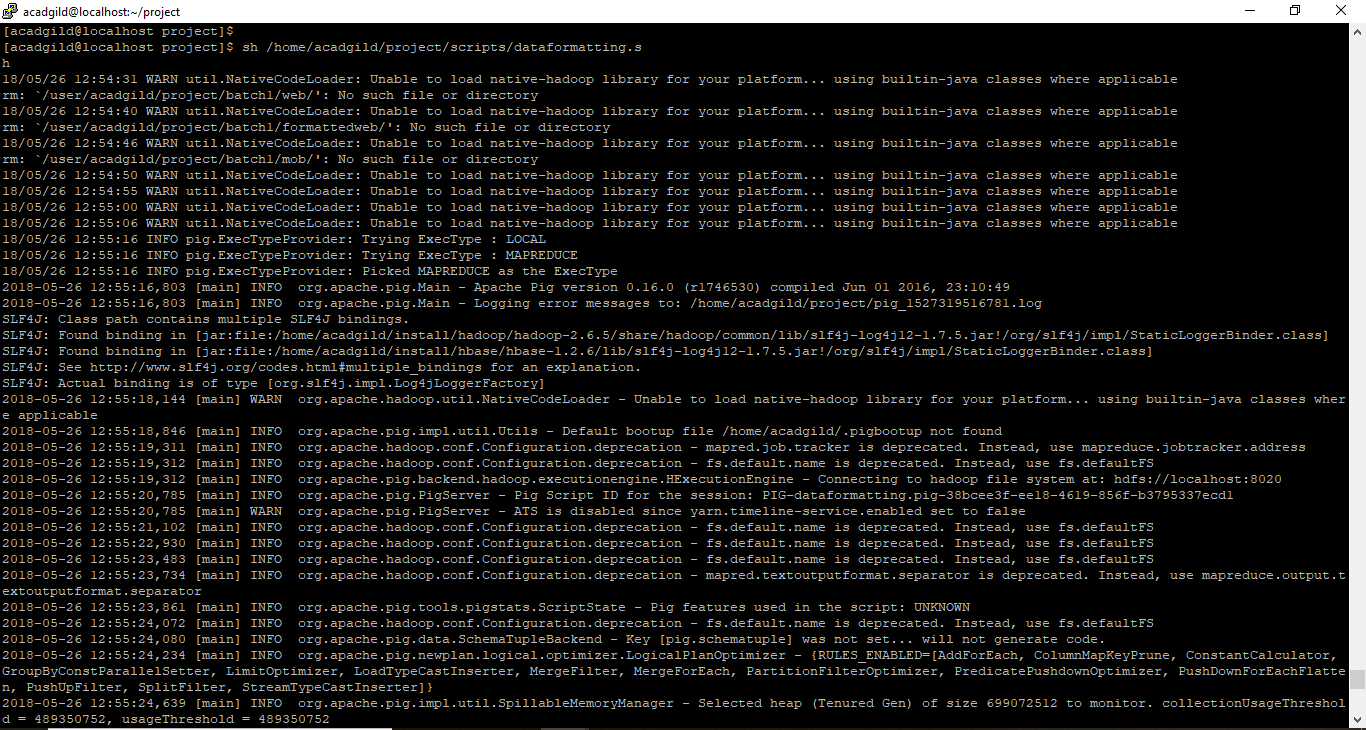 acadgild@localhost:~/project
[acadgild@localhost project]$
[acadgild@localhost project]$ sh /home/acadgild/project/scripts/dataformatting.s
h
18/05/26 12:54:31 WARN util.NativeCodeLoader: Unable to load native-hadoop library for your platform... using builtin-java classes where applicable
rm: `/user/acadgild/project/batch1/web/': No such file or directory
18/05/26 12:54:40 WARN util.NativeCodeLoader: Unable to load native-hadoop library for your platform... using builtin-java classes where applicable
rm: `/user/acadgild/project/batch1/formattedweb/': No such file or directory
18/05/26 12:54:46 WARN util.NativeCodeLoader: Unable to load native-hadoop library for your platform... using builtin-java classes where applicable
rm: `/user/acadgild/project/batch1/mob/': No such file or directory
18/05/26 12:54:50 WARN util.NativeCodeLoader: Unable to load native-hadoop library for your platform... using builtin-java classes where applicable
18/05/26 12:54:55 WARN util.NativeCodeLoader: Unable to load native-hadoop library for your platform... using builtin-java classes where applicable
18/05/26 12:55:00 WARN util.NativeCodeLoader: Unable to load native-hadoop library for your platform... using builtin-java classes where applicable
18/05/26 12:55:06 WARN util.NativeCodeLoader: Unable to load native-hadoop library for your platform... using builtin-java classes where applicable
18/05/26 12:55:16 INFO pig.ExecTypeProvider: Trying ExecType : LOCAL
18/05/26 12:55:16 INFO pig.ExecTypeProvider: Trying ExecType : MAPREDUCE
18/05/26 12:55:16 INFO pig.ExecTypeProvider: Picked MAPREDUCE as the ExecType
2018-05-26 12:55:16,803 [main] INFO  org.apache.pig.Main - Apache Pig version 0.16.0 (r1746530) compiled Jun 01 2016, 23:10:49
2018-05-26 12:55:16,803 [main] INFO  org.apache.pig.Main - Logging error messages to: /home/acadgild/project/pig_1527319516781.log
SLF4J: Class path contains multiple SLF4J bindings.
SLF4J: Found binding in [jar:file:/home/acadgild/install/hadoop/hadoop-2.6.5/share/hadoop/common/lib/slf4j-log4j12-1.7.5.jar!/org/slf4j/impl/StaticLoggerBinder.class]
SLF4J: Found binding in [jar:file:/home/acadgild/install/hbase/hbase-1.2.6/lib/slf4j-log4j12-1.7.5.jar!/org/slf4j/impl/StaticLoggerBinder.class]
SLF4J: See http://www.slf4j.org/codes.html#multiple_bindings for an explanation.
SLF4J: Actual binding is of type [org.slf4j.impl.Log4jLoggerFactory]
2018-05-26 12:55:18,144 [main] WARN  org.apache.hadoop.util.NativeCodeLoader - Unable to load native-hadoop library for your platform... using builtin-java classes wher
e applicable
2018-05-26 12:55:18,846 [main] INFO  org.apache.pig.impl.util.Utils - Default bootup file /home/acadgild/.pigbootup not found
2018-05-26 12:55:19,311 [main] INFO  org.apache.hadoop.conf.Configuration.deprecation - mapred.job.tracker is deprecated. Instead, use mapreduce.jobtracker.address
2018-05-26 12:55:19,312 [main] INFO  org.apache.hadoop.conf.Configuration.deprecation - fs.default.name is deprecated. Instead, use fs.defaultFS
2018-05-26 12:55:19,312 [main] INFO  org.apache.pig.backend.hadoop.executionengine.HExecutionEngine - Connecting to hadoop file system at: hdfs://localhost:8020
2018-05-26 12:55:20,785 [main] INFO  org.apache.pig.PigServer - Pig Script ID for the session: PIG-dataformatting.pig-38bcee3f-ee18-4619-856f-b3795337ecd1
2018-05-26 12:55:20,785 [main] WARN  org.apache.pig.PigServer - ATS is disabled since yarn.timeline-service.enabled set to false
2018-05-26 12:55:21,102 [main] INFO  org.apache.hadoop.conf.Configuration.deprecation - fs.default.name is deprecated. Instead, use fs.defaultFS
2018-05-26 12:55:22,930 [main] INFO  org.apache.hadoop.conf.Configuration.deprecation - fs.default.name is deprecated. Instead, use fs.defaultFS
2018-05-26 12:55:23,483 [main] INFO  org.apache.hadoop.conf.Configuration.deprecation - fs.default.name is deprecated. Instead, use fs.defaultFS
2018-05-26 12:55:23,734 [main] INFO  org.apache.hadoop.conf.Configuration.deprecation - mapred.textoutputformat.separator is deprecated. Instead, use mapreduce.output.t
extoutputformat.separator
2018-05-26 12:55:23,861 [main] INFO  org.apache.pig.tools.pigstats.ScriptState - Pig features used in the script: UNKNOWN
2018-05-26 12:55:24,072 [main] INFO  org.apache.hadoop.conf.Configuration.deprecation - fs.default.name is deprecated. Instead, use fs.defaultFS
2018-05-26 12:55:24,080 [main] INFO  org.apache.pig.data.SchemaTupleBackend - Key [pig.schematuple] was not set... will not generate code.
2018-05-26 12:55:24,234 [main] INFO  org.apache.pig.newplan.logical.optimizer.LogicalPlanOptimizer - {RULES_ENABLED=[AddForEach, ColumnMapKeyPrune, ConstantCalculator,
GroupByConstParallelSetter, LimitOptimizer, LoadTypeCastInserter, MergeFilter, MergeForEach, PartitionFilterOptimizer, PredicatePushdownOptimizer, PushDownForEachFlatte
n, PushUpFilter, SplitFilter, StreamTypeCastInserter]}
2018-05-26 12:55:24,639 [main] INFO  org.apache.pig.impl.util.SpillableMemoryManager - Selected heap (Tenured Gen) of size 699072512 to monitor. collectionUsageThreshol
d = 489350752, usageThreshold = 489350752